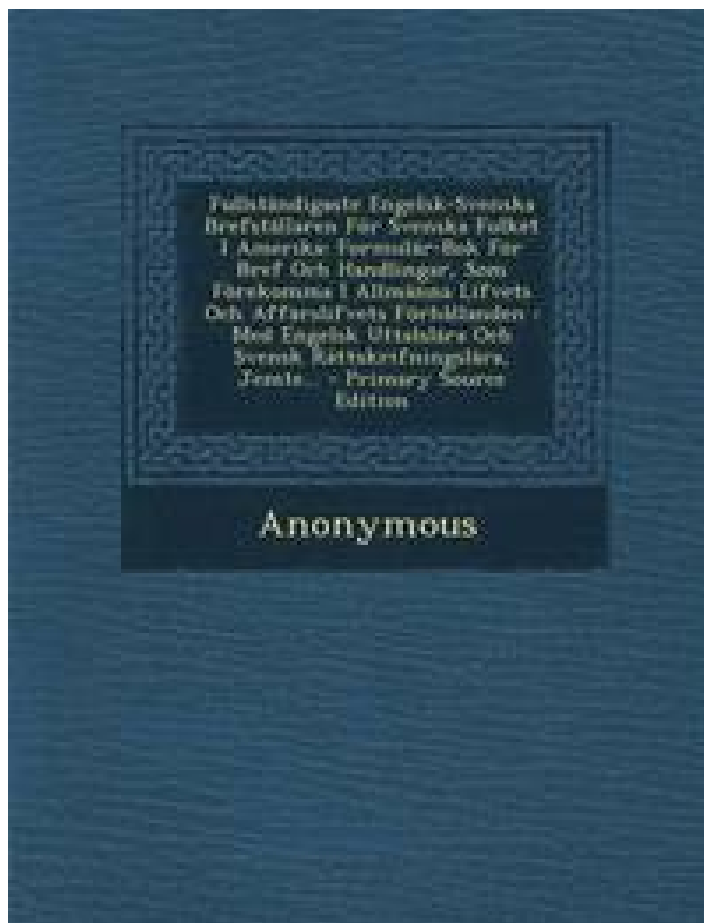 Fullständigaste Engelsk-Svenska
Brefställaren För Svenska Folket
I Amerika: Formulär-Bok För
Bref Och Handlingar, Som
Förekomma I Allmänna Lifvets
Och Affärslifvets Förhållanden :
Med Engelsk Uttalslära Och
Svensk Rättskrifningslära,
Jemte... - Primary Source
Edition
Anonymous